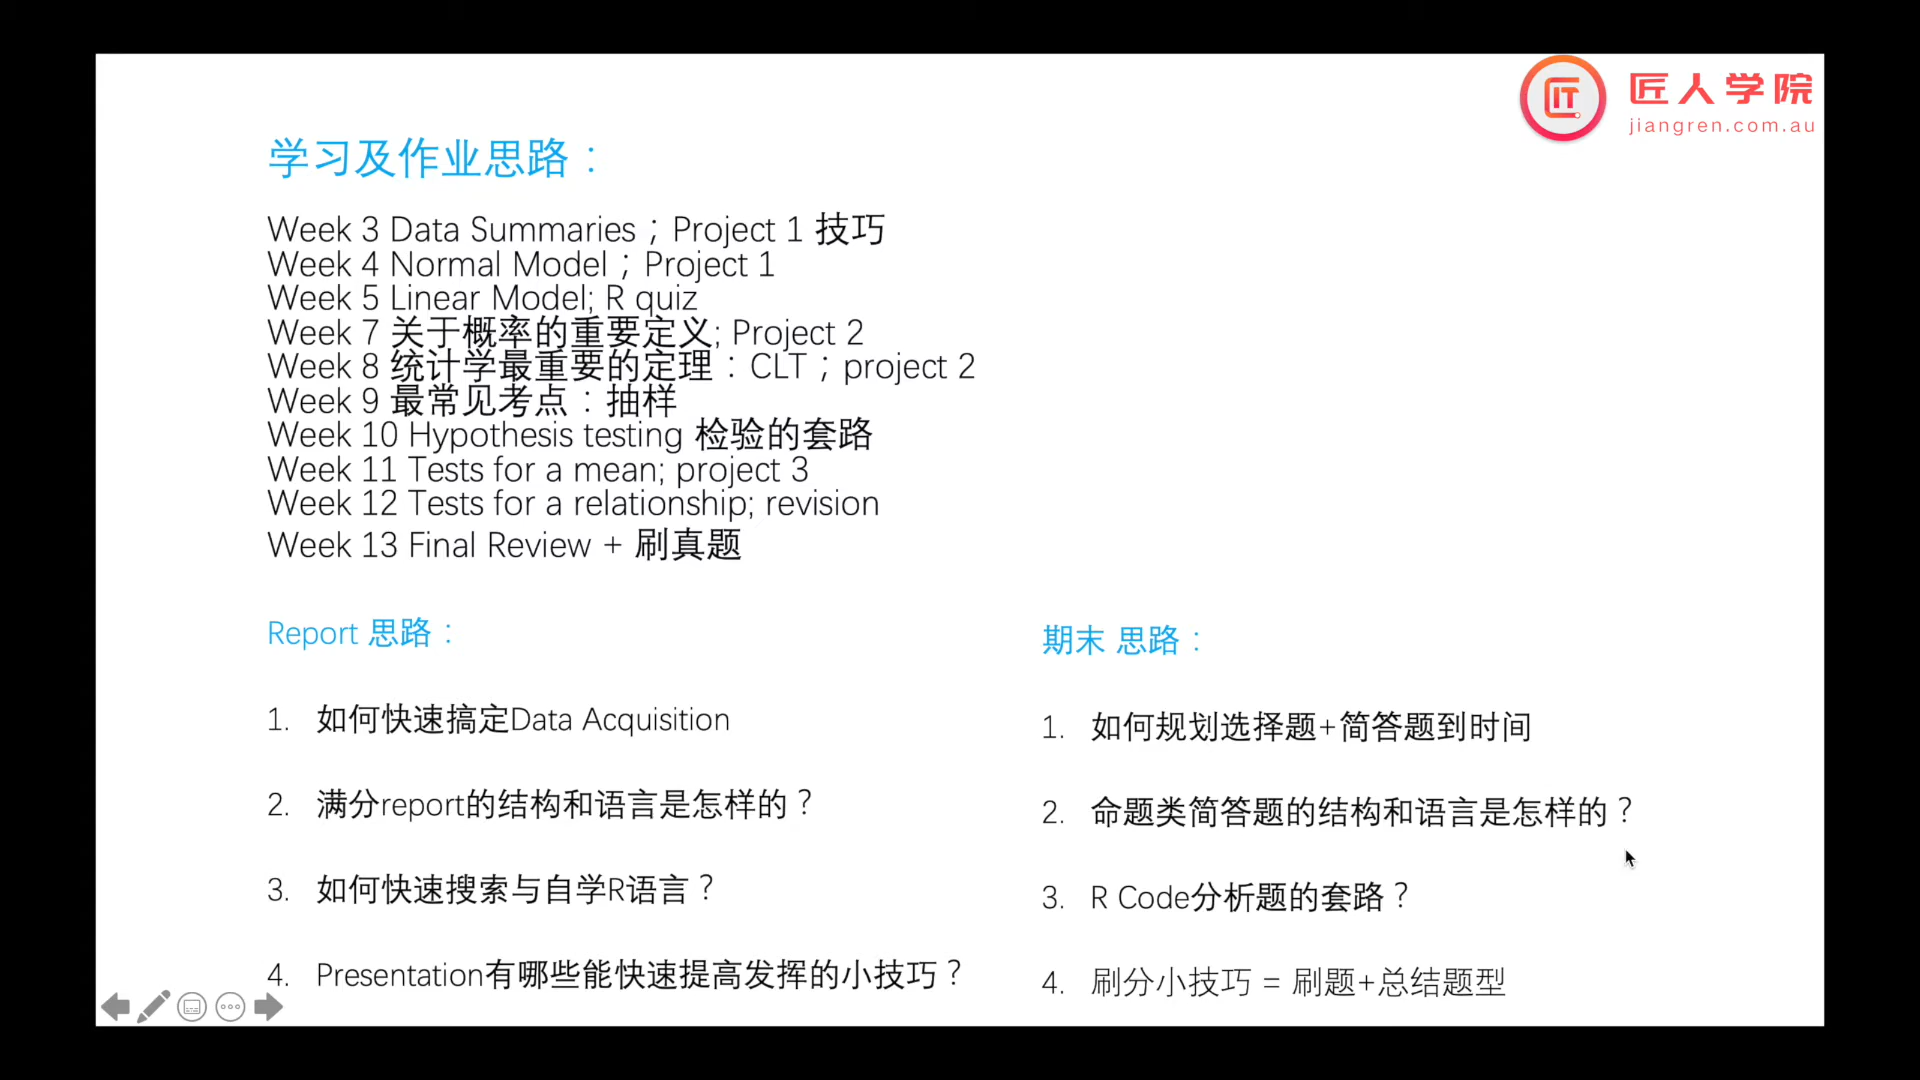 匠人学院
jiangren.com.au
学习及作业思路：
Week 3 Data Summaries；Project 1 技巧
Week 4 Normal Model；Project 1
Week 5 Linear Model; R quiz
Week 7 关于概率的重要定义; Project 2
Week 8 统计学最重要的定理：CLT；project 2
Week 9 最常见考点：抽样
Week 10 Hypothesis testing 检验的套路
Week 11 Tests for a mean; project 3
Week 12 Tests for a relationship; revision
Week 13 Final Review + 刷真题
Report 思路：
1. 如何快速搞定Data Acquisition
2. 满分report的结构和语言是怎样的？
3. 如何快速搜索与自学R语言？
4. Presentation有哪些能快速提高发挥的小技巧？
期末 思路：
1. 如何规划选择题+简答题到时间
2. 命题类简答题的结构和语言是怎样的？
3. R Code分析题的套路？
4. 刷分小技巧 = 刷题+总结题型